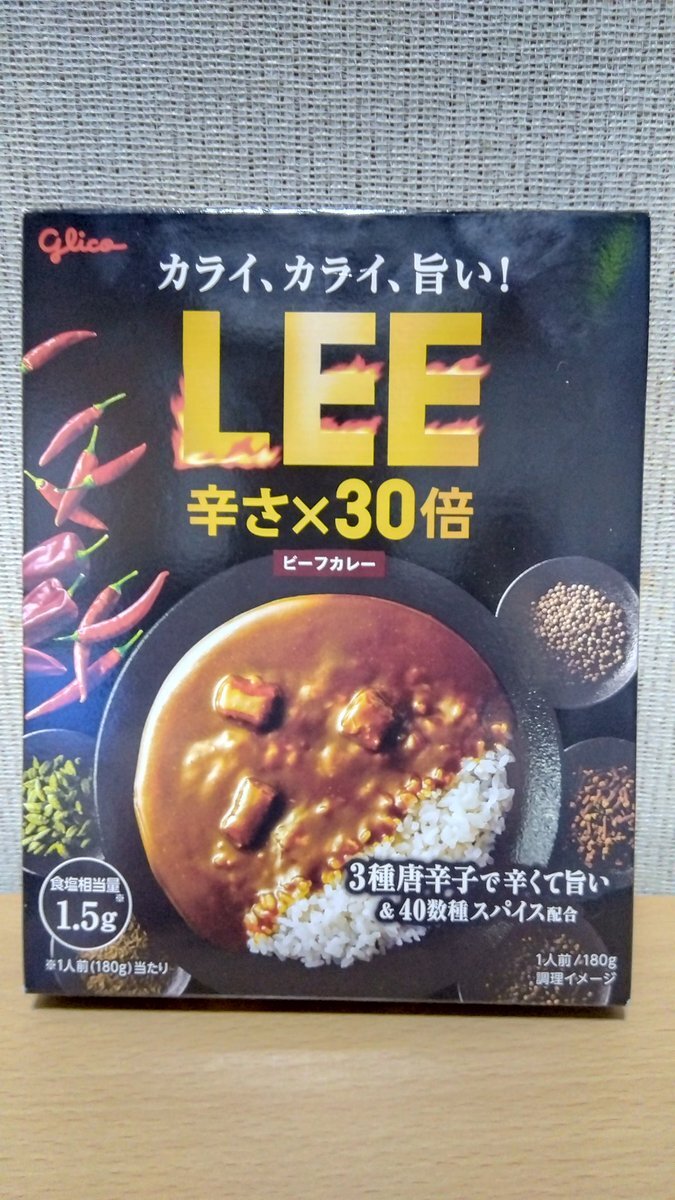 glico
カライ、カライ、旨い!
LEE
辛さ×30倍
ビーフカレー
3種唐辛子で辛くて旨い
&40数種スパイス配合
食塩相当量※
1.5g
※1人前(180g)当たり
1人前/180g
調理イメージ